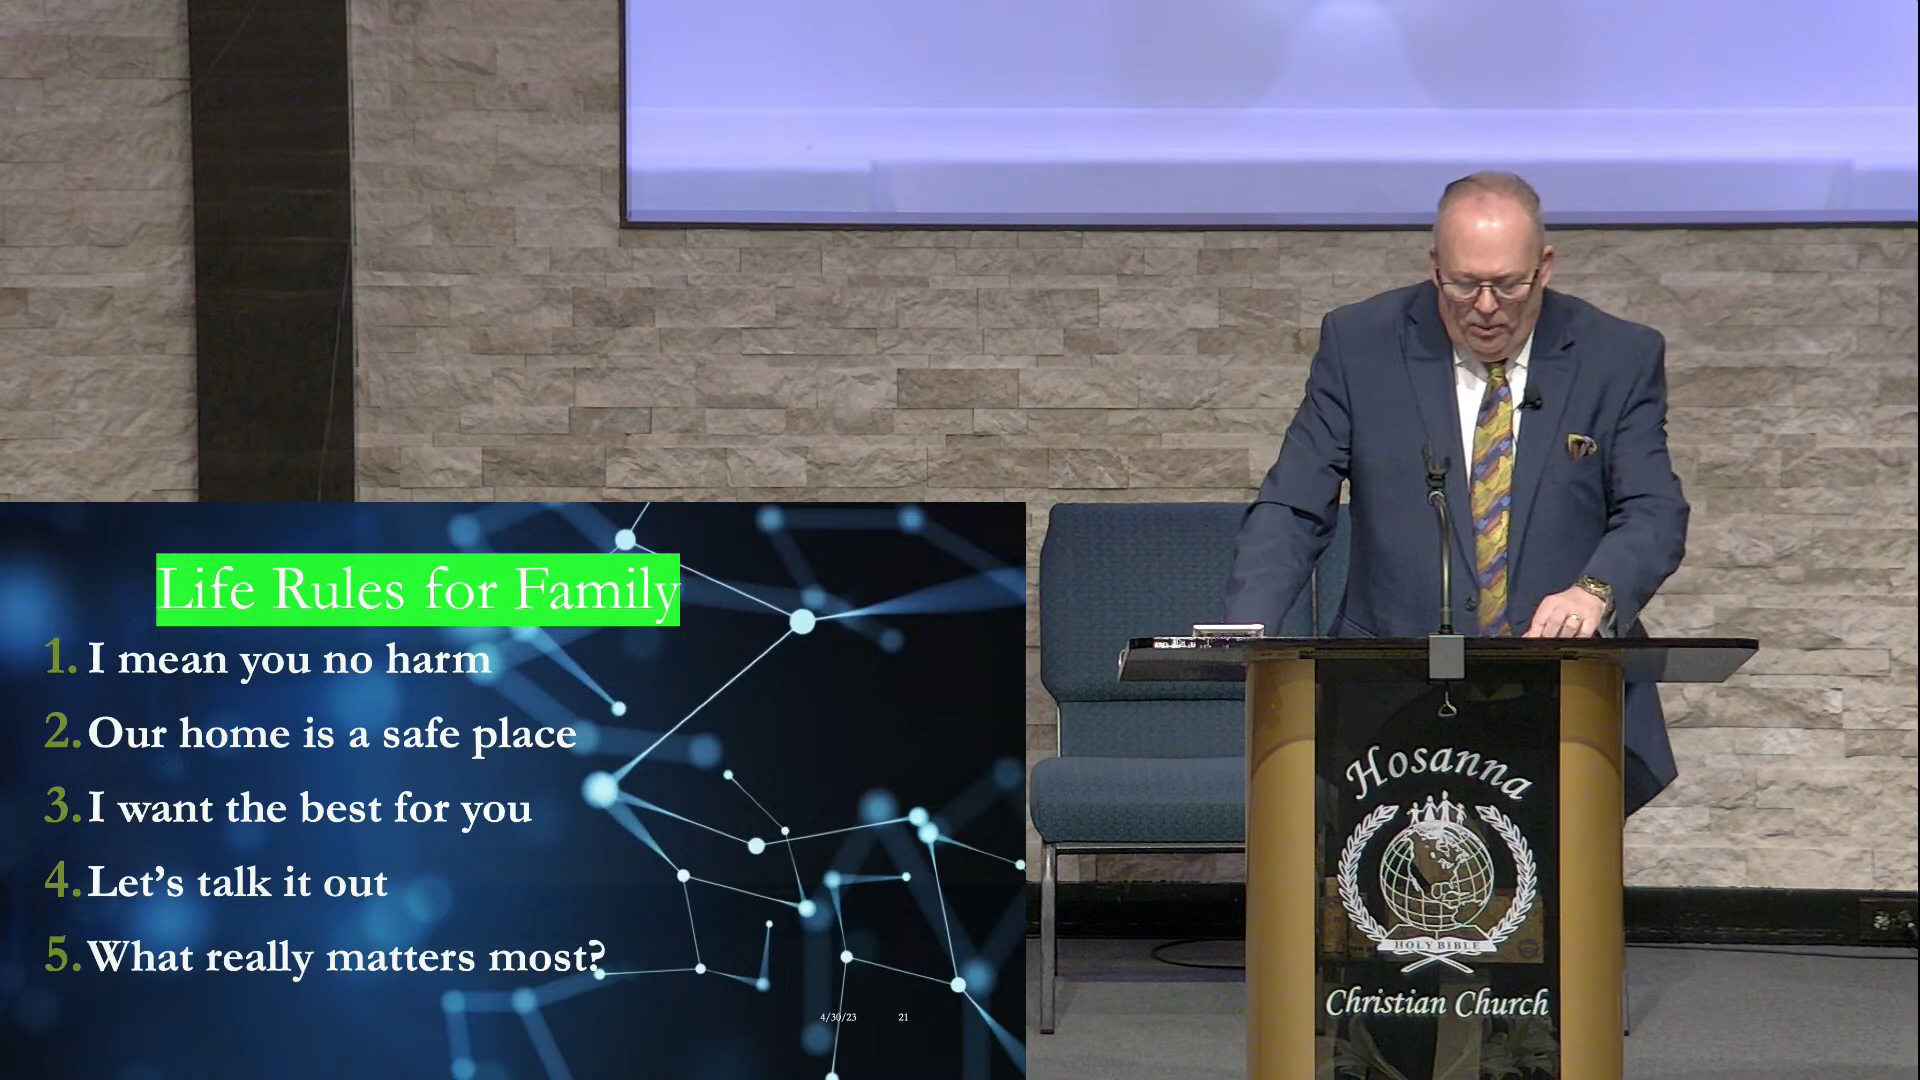 Life Rules for Family
1. I mean you no harm
2. Our home is a safe place
3. I want the best for you
4. Let's talk it out
5. What really matters most?
4/30/23 21
Hosanna
HOLY BIBLE
Christian Church